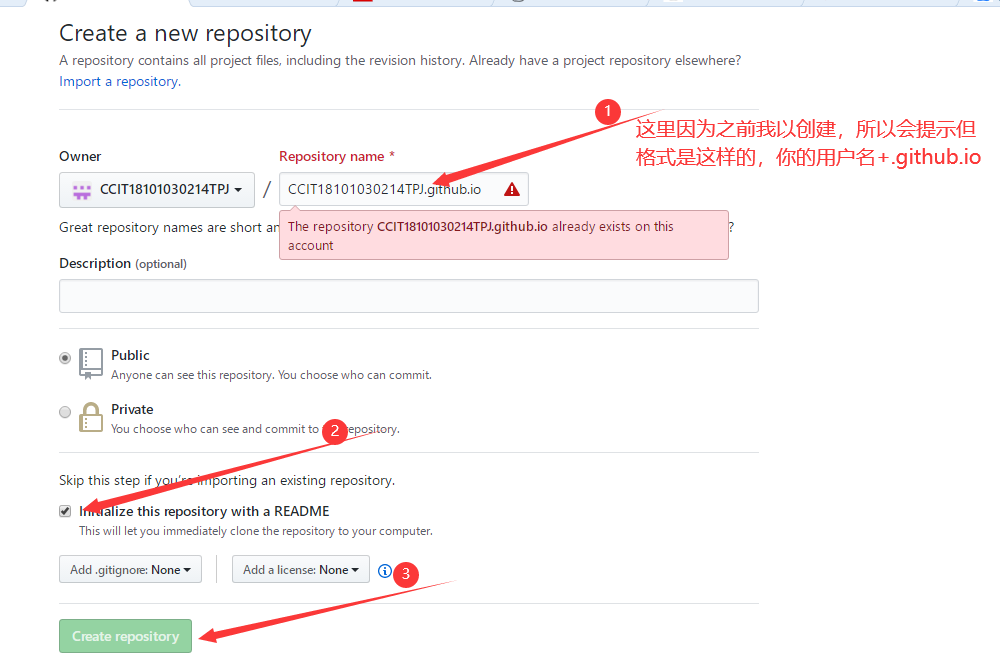 Create a new repository
A repository contains all project files, including the revision history. Already have a project repository elsewhere?
Import a repository.
1
这里因为之前我以创建，所以会提示但
格式是这样的，你的用户名+.github.io
Owner
Repository name *
CCIT18101030214TPJ / CCIT18101030214TPJ.github.io
Great repository names are short an ?
The repository CCIT18101030214TPJ.github.io already exists on this
account
Description (optional)
Public
Anyone can see this repository. You choose who can commit.
Private
2
You choose who can see and commit to repository.
Skip this step if you're importing an existing repository.
Initialize this repository with a README
This will let you immediately clone the repository to your computer.
Add .gitignore: None
Add a license: None
3
Create repository